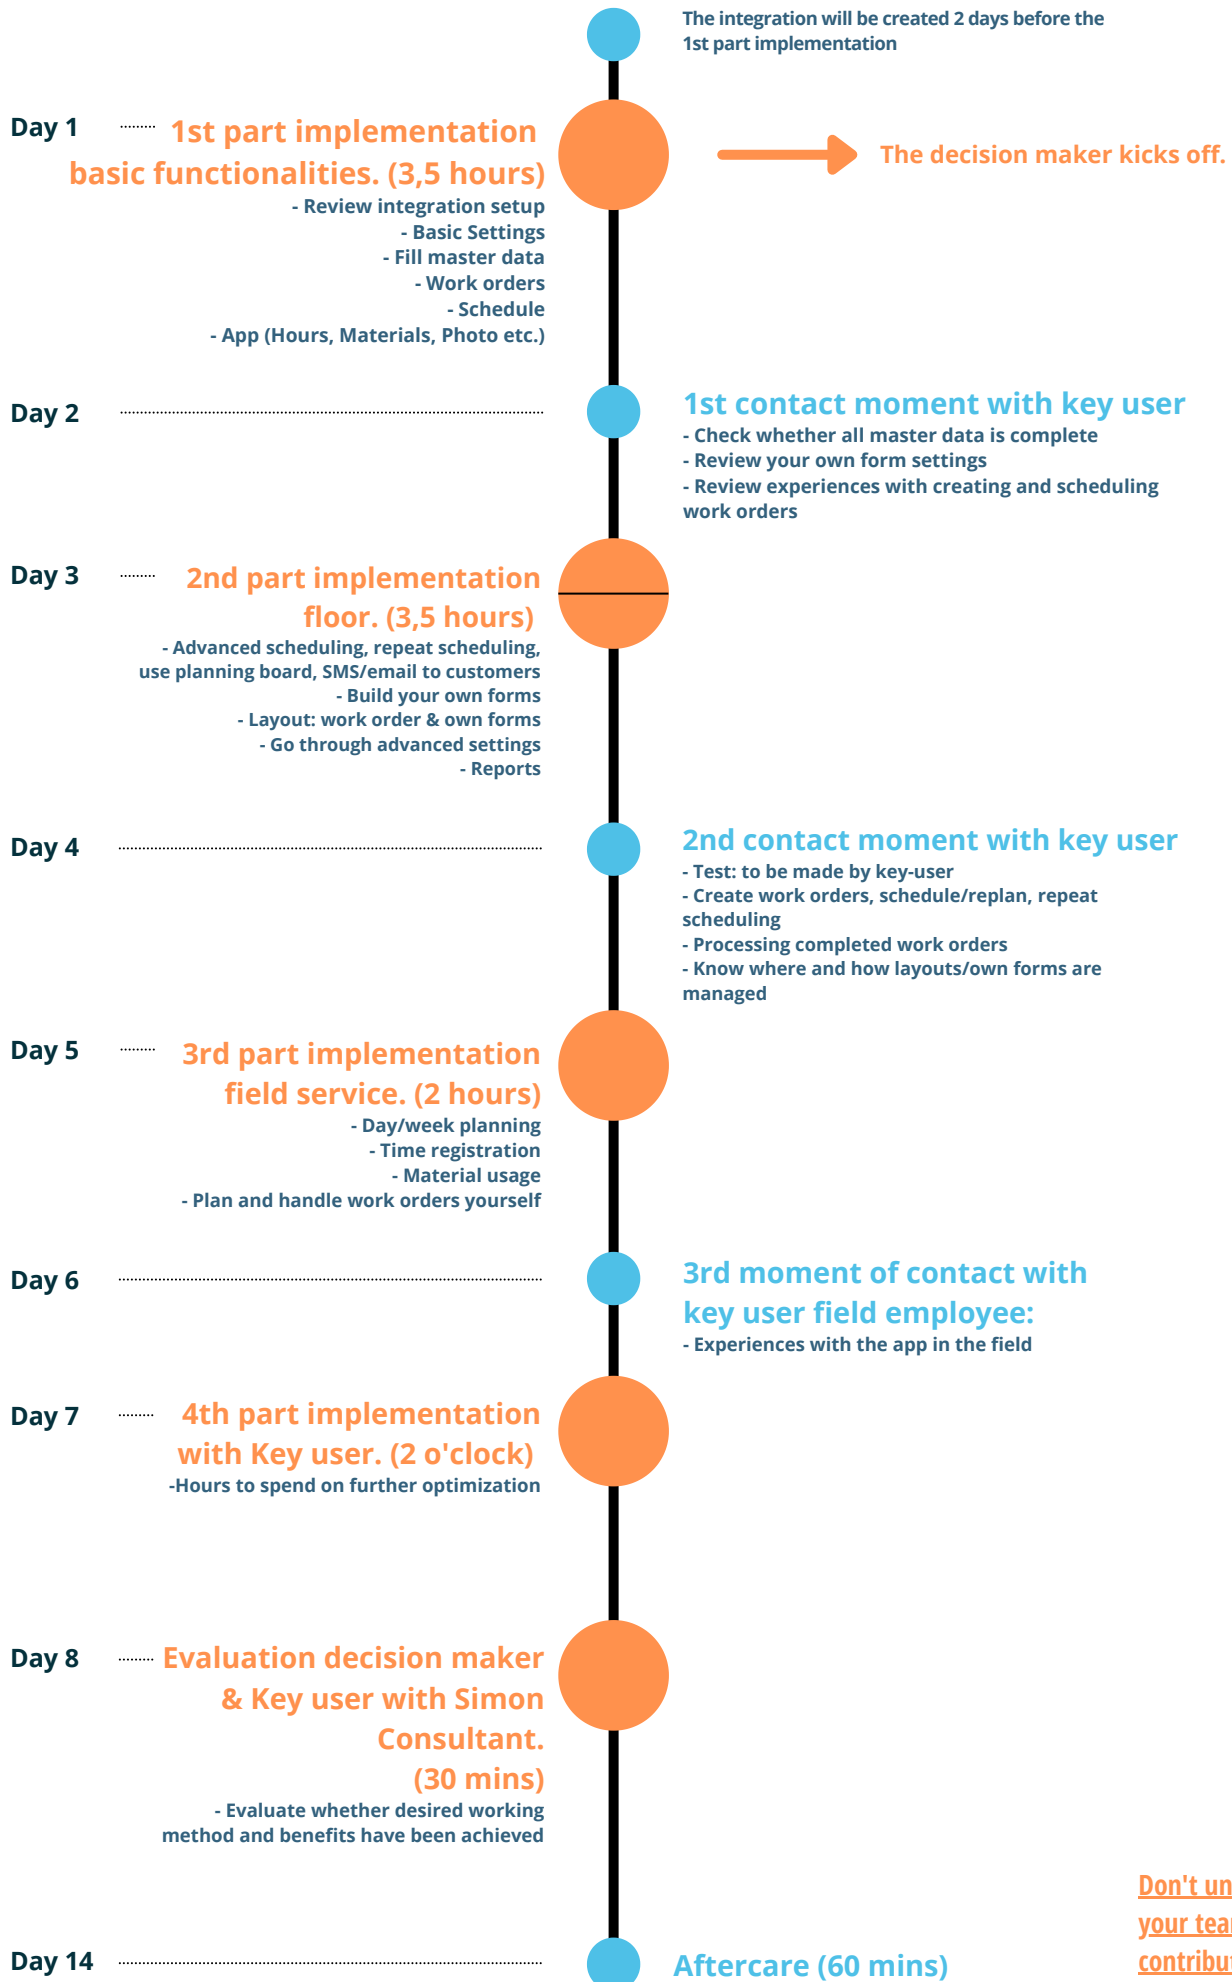 The integration will be created 2 days before the
1st part implementation
Day 1
1st part implementation
basic functionalities. (3,5 hours)
The decision maker kicks off.
- Review integration setup
- Basic Settings
- Fill master data
- Work orders
- Schedule
- App (Hours, Materials, Photo etc.)
Day 2
1st contact moment with key user
- Check whether all master data is complete
- Review your own form settings
- Review experiences with creating and scheduling
work orders
Day 3
2nd part implementation
floor. (3,5 hours)
- Advanced scheduling, repeat scheduling,
use planning board, SMS/email to customers
- Build your own forms
- Layout: work order & own forms
- Go through advanced settings
- Reports
Day 4
2nd contact moment with key user
- Test: to be made by key-user
- Create work orders, schedule/replan, repeat
scheduling
- Processing completed work orders
- Know where and how layouts/own forms are
managed
Day 5
3rd part implementation
field service. (2 hours)
- Day/week planning
- Time registration
- Material usage
- Plan and handle work orders yourself
Day 6
3rd moment of contact with
key user field employee:
- Experiences with the app in the field
Day 7
4th part implementation
with Key user. (2 o'clock)
-Hours to spend on further optimization
Day 8
Evaluation decision maker
& Key user with Simon
Consultant.
(30 mins)
- Evaluate whether desired working
method and benefits have been achieved
Don't
your
Day 14
Aftercare (60 mins)